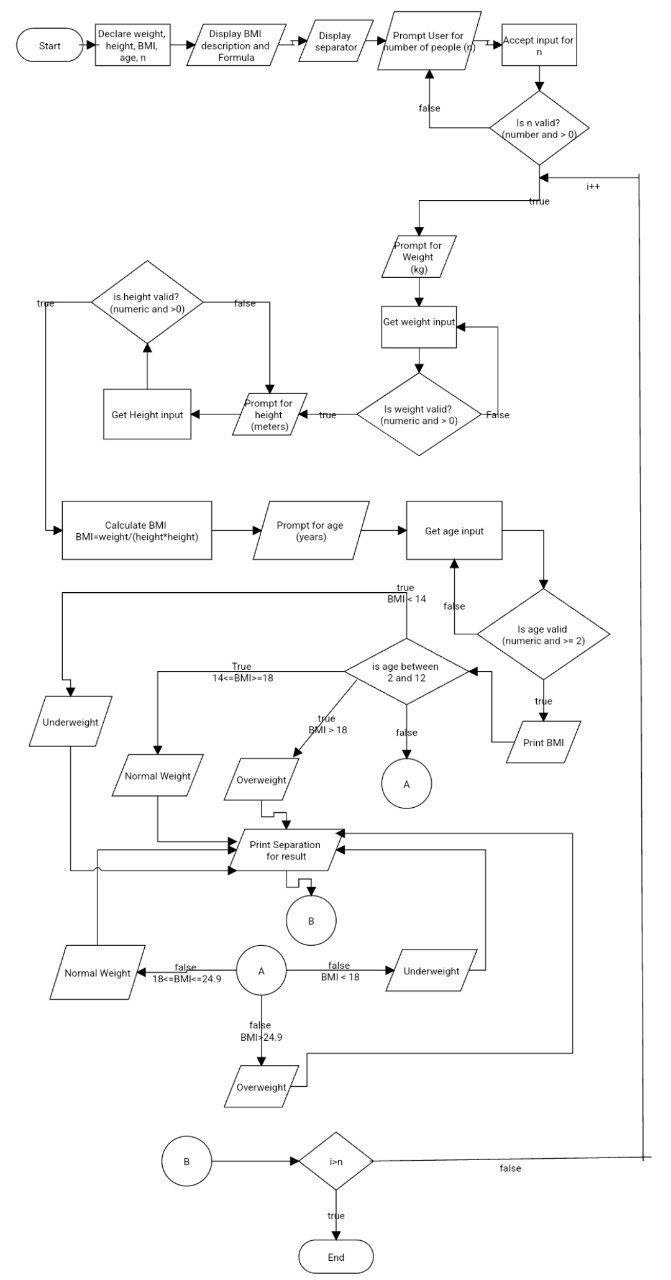 Start
Declare weight,
height, BMI,
age, n
Display BMI
description and
Formula
Display
separator
Prompt User for
number of people (n)
Accept input for
n
false
Is n valid?
(number and > 0)
i++
true
Prompt for
Weight
(kg)
is height valid?
(numeric and >0)
true
false
Get weight input
Get Height input
Prompt for
height
(meters)
true
Is weight valid?
(numeric and > 0)
False
Calculate BMI
BMI=weight/(height*height)
Prompt for age
(years)
Get age input
true
BMI < 14
false
Is age valid
(numeric and >= 2)
True
14<=BMI>=18
is age between
2 and 12
true
Underweight
true
BMI > 18
false
Print BMI
Normal Weight
Overweight
A
Print Separation
for result
B
Normal Weight
false
18<=BMI<=24.9
A
false
BMI < 18
Underweight
false
BMI>24.9
Overweight
B
i>n
false
true
End